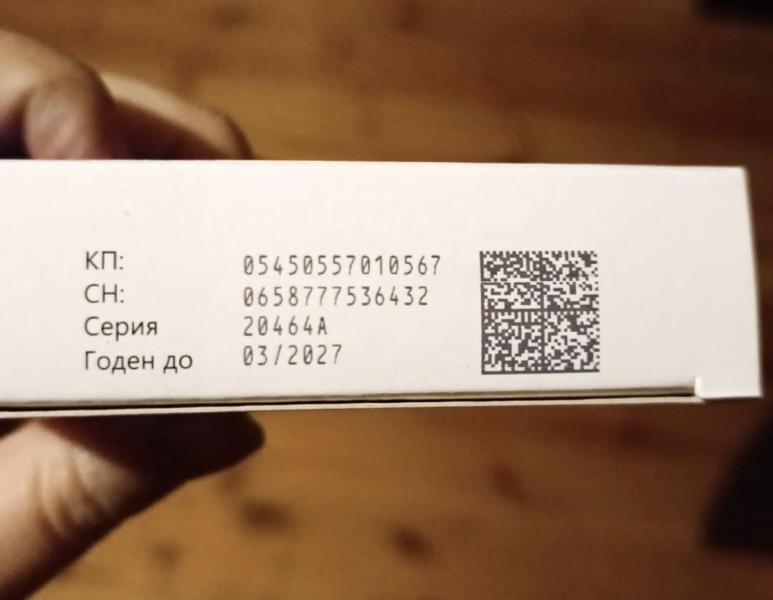 КП: 05450557010567
СН: 0658777536432
Серия 20464A
Годен до 03/2027